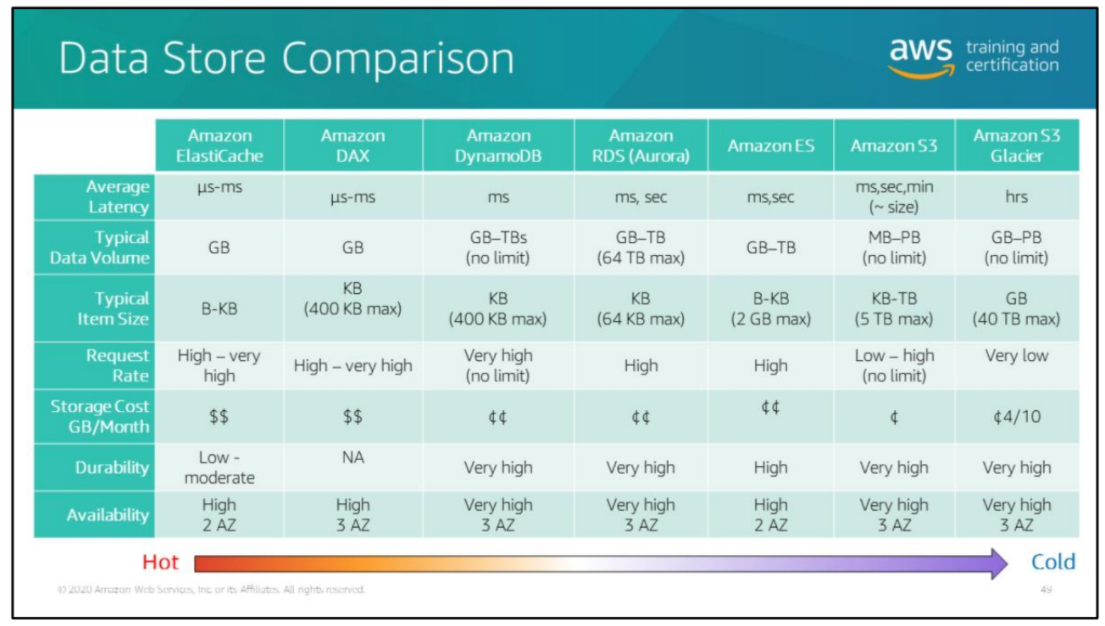 Data Store Comparison
aws training and
certification
Amazon
ElastiCache
Amazon
DAX
Amazon
DynamoDB
Amazon
RDS (Aurora)
Amazon ES
Amazon S3
Amazon S3
Glacier
Average
Latency
µs-ms
µs-ms
ms
ms, sec
ms,sec
ms,sec,min
(~ size)
hrs
Typical
Data Volume
GB
GB
GB–TBs
(no limit)
GB–TB
(64 TB max)
GB–TB
MB–PB
(no limit)
GB–PB
(no limit)
Typical
Item Size
B-KB
KB
(400 KB max)
KB
(400 KB max)
KB
(64 KB max)
B-KB
(2 GB max)
KB-TB
(5 TB max)
GB
(40 TB max)
Request
Rate
High – very
high
High – very high
Very high
(no limit)
High
High
Low – high
(no limit)
Very low
Storage Cost
GB/Month
$$
$$
¢¢
¢¢
¢¢
¢
¢4/10
Durability
Low -
moderate
NA
Very high
Very high
High
Very high
Very high
Availability
High
2 AZ
High
3 AZ
Very high
3 AZ
Very high
3 AZ
High
2 AZ
Very high
3 AZ
Very high
3 AZ
Hot
Cold
© 2020 Amazon Web Services, Inc. or its Affiliates. All rights reserved.
49